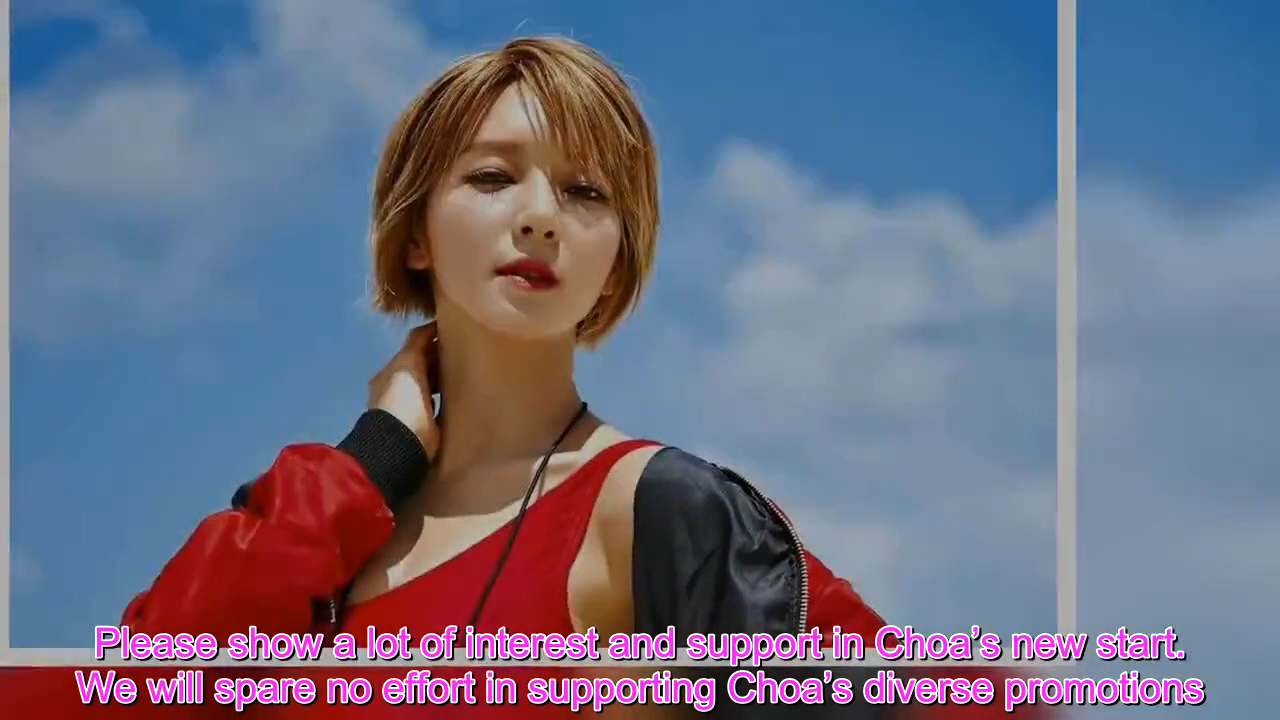 Please show a lot of interest and support in Choa’s new start.
We will spare no effort in supporting Choa’s diverse promotions